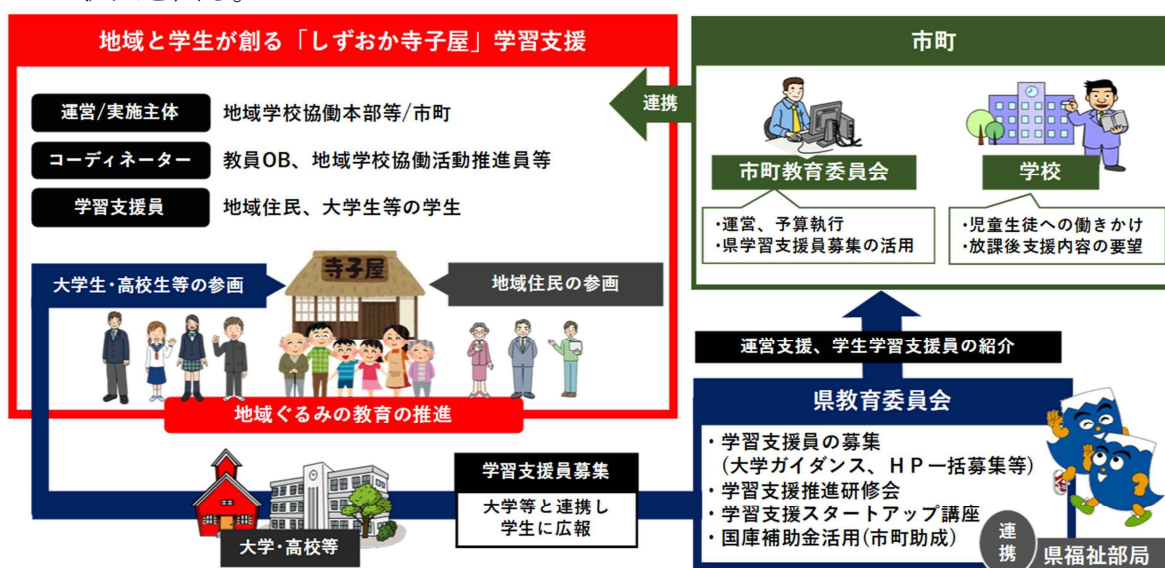 地域と学生が創る「しずおか寺子屋」学習支援
運営/実施主体
地域学校協働本部等/市町
コーディネーター
教員OB、地域学校協働活動推進員等
学習支援員
地域住民、大学生等の学生
大学生・高校生等の参画
寺子屋
地域住民の参画
地域ぐるみの教育の推進
連携
市町
市町教育委員会
・運営、予算執行
・県学習支援員募集の活用
学校
・児童生徒への働きかけ
・放課後支援内容の要望
運営支援、学生学習支援員の紹介
県教育委員会
・学習支援員の募集
(大学ガイダンス、HP一括募集等)
・学習支援推進研修会
・学習支援スタートアップ講座
・国庫補助金活用(市町助成)
連
携
県福祉部局
学習支援員募集
大学等と連携し
学生に広報
大学・高校等